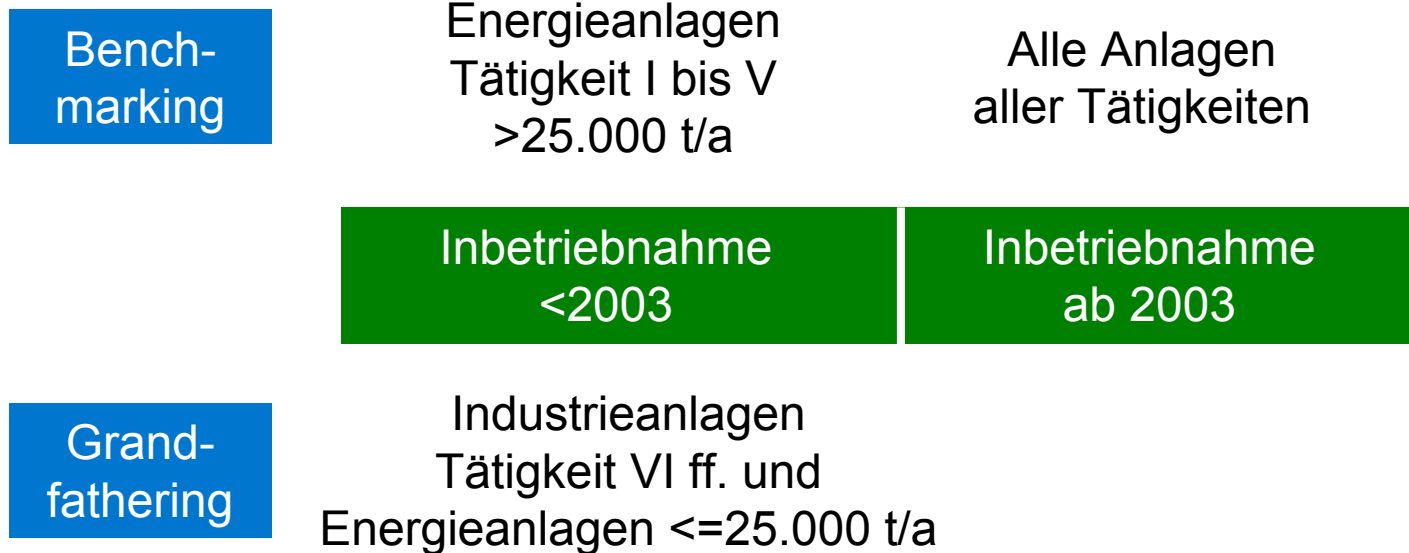 Bench-
marking
Energieanlagen
Tätigkeit I bis V
>25.000 t/a
Alle Anlagen
aller Tätigkeiten
Inbetriebnahme
<2003
Inbetriebnahme
ab 2003
Grand-
fathering
Industrieanlagen
Tätigkeit VI ff. und
Energieanlagen <=25.000 t/a